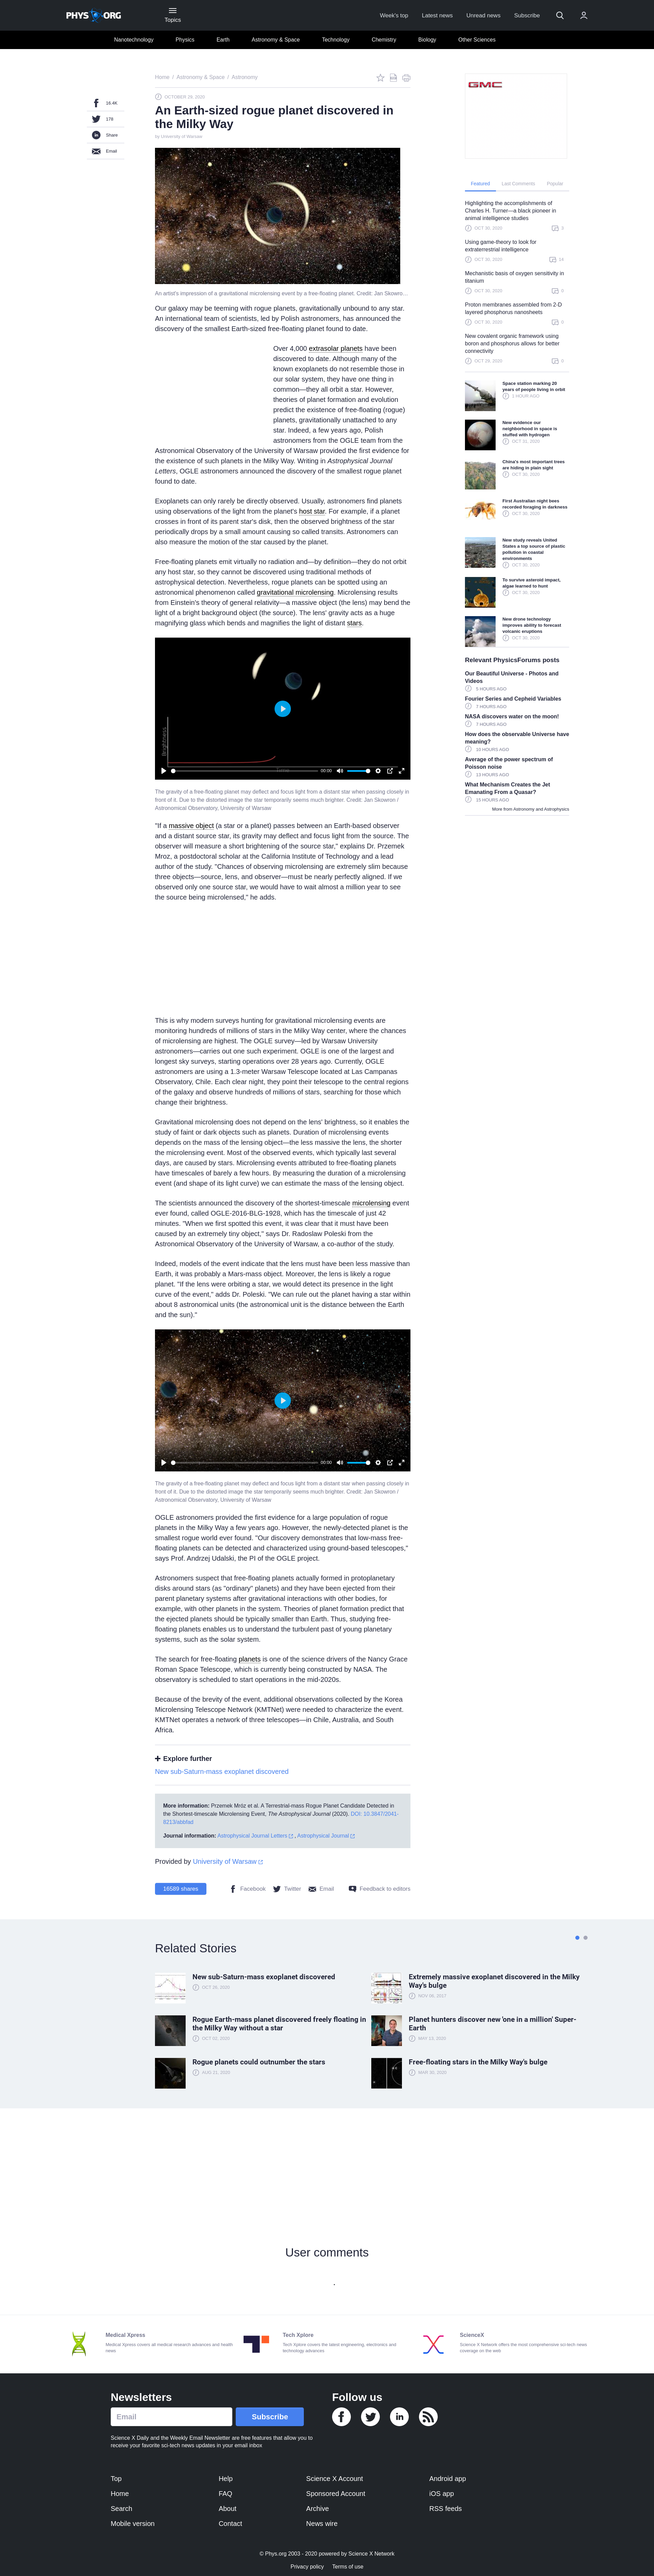 PHYS ORG
Topics
Week's top
Latest news
Unread news
Subscribe
Nanotechnology
Physics
Earth
Astronomy & Space
Technology
Chemistry
Biology
Other Sciences
16.4K
178
Share
Email
Home / Astronomy & Space / Astronomy
OCTOBER 29, 2020
An Earth-sized rogue planet discovered in
the Milky Way
by University of Warsaw
An artist's impression of a gravitational microlensing event by a free-floating planet. Credit: Jan Skowro…
Our galaxy may be teeming with rogue planets, gravitationally unbound to any star.
An international team of scientists, led by Polish astronomers, has announced the
discovery of the smallest Earth-sized free-floating planet found to date.
Over 4,000 extrasolar planets have been
discovered to date. Although many of the
known exoplanets do not resemble those in
our solar system, they have one thing in
common—they all orbit a star. However,
theories of planet formation and evolution
predict the existence of free-floating (rogue)
planets, gravitationally unattached to any
star. Indeed, a few years ago, Polish
astronomers from the OGLE team from the
Astronomical Observatory of the University of Warsaw provided the first evidence for
the existence of such planets in the Milky Way. Writing in Astrophysical Journal
Letters, OGLE astronomers announced the discovery of the smallest rogue planet
found to date.
Exoplanets can only rarely be directly observed. Usually, astronomers find planets
using observations of the light from the planet's host star. For example, if a planet
crosses in front of its parent star's disk, then the observed brightness of the star
periodically drops by a small amount causing so called transits. Astronomers can
also measure the motion of the star caused by the planet.
Free-floating planets emit virtually no radiation and—by definition—they do not orbit
any host star, so they cannot be discovered using traditional methods of
astrophysical detection. Nevertheless, rogue planets can be spotted using an
astronomical phenomenon called gravitational microlensing. Microlensing results
from Einstein's theory of general relativity—a massive object (the lens) may bend the
light of a bright background object (the source). The lens' gravity acts as a huge
magnifying glass which bends and magnifies the light of distant stars.
Brightness
Time
00:00
The gravity of a free-floating planet may deflect and focus light from a distant star when passing closely in
front of it. Due to the distorted image the star temporarily seems much brighter. Credit: Jan Skowron /
Astronomical Observatory, University of Warsaw
"If a massive object (a star or a planet) passes between an Earth-based observer
and a distant source star, its gravity may deflect and focus light from the source. The
observer will measure a short brightening of the source star," explains Dr. Przemek
Mroz, a postdoctoral scholar at the California Institute of Technology and a lead
author of the study. "Chances of observing microlensing are extremely slim because
three objects—source, lens, and observer—must be nearly perfectly aligned. If we
observed only one source star, we would have to wait almost a million year to see
the source being microlensed," he adds.
This is why modern surveys hunting for gravitational microlensing events are
monitoring hundreds of millions of stars in the Milky Way center, where the chances
of microlensing are highest. The OGLE survey—led by Warsaw University
astronomers—carries out one such experiment. OGLE is one of the largest and
longest sky surveys, starting operations over 28 years ago. Currently, OGLE
astronomers are using a 1.3-meter Warsaw Telescope located at Las Campanas
Observatory, Chile. Each clear night, they point their telescope to the central regions
of the galaxy and observe hundreds of millions of stars, searching for those which
change their brightness.
Gravitational microlensing does not depend on the lens' brightness, so it enables the
study of faint or dark objects such as planets. Duration of microlensing events
depends on the mass of the lensing object—the less massive the lens, the shorter
the microlensing event. Most of the observed events, which typically last several
days, are caused by stars. Microlensing events attributed to free-floating planets
have timescales of barely a few hours. By measuring the duration of a microlensing
event (and shape of its light curve) we can estimate the mass of the lensing object.
The scientists announced the discovery of the shortest-timescale microlensing event
ever found, called OGLE-2016-BLG-1928, which has the timescale of just 42
minutes. "When we first spotted this event, it was clear that it must have been
caused by an extremely tiny object," says Dr. Radoslaw Poleski from the
Astronomical Observatory of the University of Warsaw, a co-author of the study.
Indeed, models of the event indicate that the lens must have been less massive than
Earth, it was probably a Mars-mass object. Moreover, the lens is likely a rogue
planet. "If the lens were orbiting a star, we would detect its presence in the light
curve of the event," adds Dr. Poleski. "We can rule out the planet having a star within
about 8 astronomical units (the astronomical unit is the distance between the Earth
and the sun)."
00:00
The gravity of a free-floating planet may deflect and focus light from a distant star when passing closely in
front of it. Due to the distorted image the star temporarily seems much brighter. Credit: Jan Skowron /
Astronomical Observatory, University of Warsaw
OGLE astronomers provided the first evidence for a large population of rogue
planets in the Milky Way a few years ago. However, the newly-detected planet is the
smallest rogue world ever found. "Our discovery demonstrates that low-mass free-
floating planets can be detected and characterized using ground-based telescopes,"
says Prof. Andrzej Udalski, the PI of the OGLE project.
Astronomers suspect that free-floating planets actually formed in protoplanetary
disks around stars (as "ordinary" planets) and they have been ejected from their
parent planetary systems after gravitational interactions with other bodies, for
example, with other planets in the system. Theories of planet formation predict that
the ejected planets should be typically smaller than Earth. Thus, studying free-
floating planets enables us to understand the turbulent past of young planetary
systems, such as the solar system.
The search for free-floating planets is one of the science drivers of the Nancy Grace
Roman Space Telescope, which is currently being constructed by NASA. The
observatory is scheduled to start operations in the mid-2020s.
Because of the brevity of the event, additional observations collected by the Korea
Microlensing Telescope Network (KMTNet) were needed to characterize the event.
KMTNet operates a network of three telescopes—in Chile, Australia, and South
Africa.
Explore further
New sub-Saturn-mass exoplanet discovered
More information: Przemek Mróz et al. A Terrestrial-mass Rogue Planet Candidate Detected in
the Shortest-timescale Microlensing Event, The Astrophysical Journal (2020). DOI: 10.3847/2041-
8213/abbfad
Journal information: Astrophysical Journal Letters , Astrophysical Journal
Provided by University of Warsaw
16589 shares
Facebook
Twitter
Email
Feedback to editors
GMC
Featured
Last Comments
Popular
Highlighting the accomplishments of
Charles H. Turner—a black pioneer in
animal intelligence studies
OCT 30, 2020
Using game-theory to look for
extraterrestrial intelligence
OCT 30, 2020
Mechanistic basis of oxygen sensitivity in
titanium
OCT 30, 2020
Proton membranes assembled from 2-D
layered phosphorus nanosheets
OCT 30, 2020
New covalent organic framework using
boron and phosphorus allows for better
connectivity
Space station marking 20
years of people living in orbit
1 HOUR AGO
New evidence our
neighborhood in space is
stuffed with hydrogen
China's most important trees
are hiding in plain sight
First Australian night bees
recorded foraging in darkness
New study reveals United
States a top source of plastic
pollution in coastal
environments
OCT 30, 2020
To survive asteroid impact,
algae learned to hunt
OCT 30, 2020
New drone technology
improves ability to forecast
volcanic eruptions
OCT 30, 2020
Relevant PhysicsForums posts
Our Beautiful Universe - Photos and
Videos
5 HOURS AGO
Fourier Series and Cepheid Variables
7 HOURS AGO
NASA discovers water on the moon!
7 HOURS AGO
How does the observable Universe have
meaning?
10 HOURS AGO
Average of the power spectrum of
Poisson noise
13 HOURS AGO
What Mechanism Creates the Jet
Emanating From a Quasar?
15 HOURS AGO
More from Astronomy and Astrophysics
Related Stories
New sub-Saturn-mass exoplanet discovered
Extremely massive exoplanet discovered in the Milky
Way's bulge
Rogue Earth-mass planet discovered freely floating in
the Milky Way without a star
Planet hunters discover new 'one in a million' Super-
Earth
Rogue planets could outnumber the stars
AUG 21, 2020
Free-floating stars in the Milky Way's bulge
User comments
Medical Xpress
Medical Xpress covers all medical research advances and health
news
Tech Xplore
Tech Xplore covers the latest engineering, electronics and
technology advances
ScienceX
Science X Network offers the most comprehensive sci-tech news
coverage on the web
Newsletters
Email
Subscribe
Science X Daily and the Weekly Email Newsletter are free features that allow you to
receive your favorite sci-tech news updates in your email inbox
Follow us
Top
Home
Search
Mobile version
Help
FAQ
About
Contact
Science X Account
Sponsored Account
Archive
News wire
Android app
iOS app
RSS feeds
© Phys.org 2003 - 2020 powered by Science X Network
Privacy policy
Terms of use